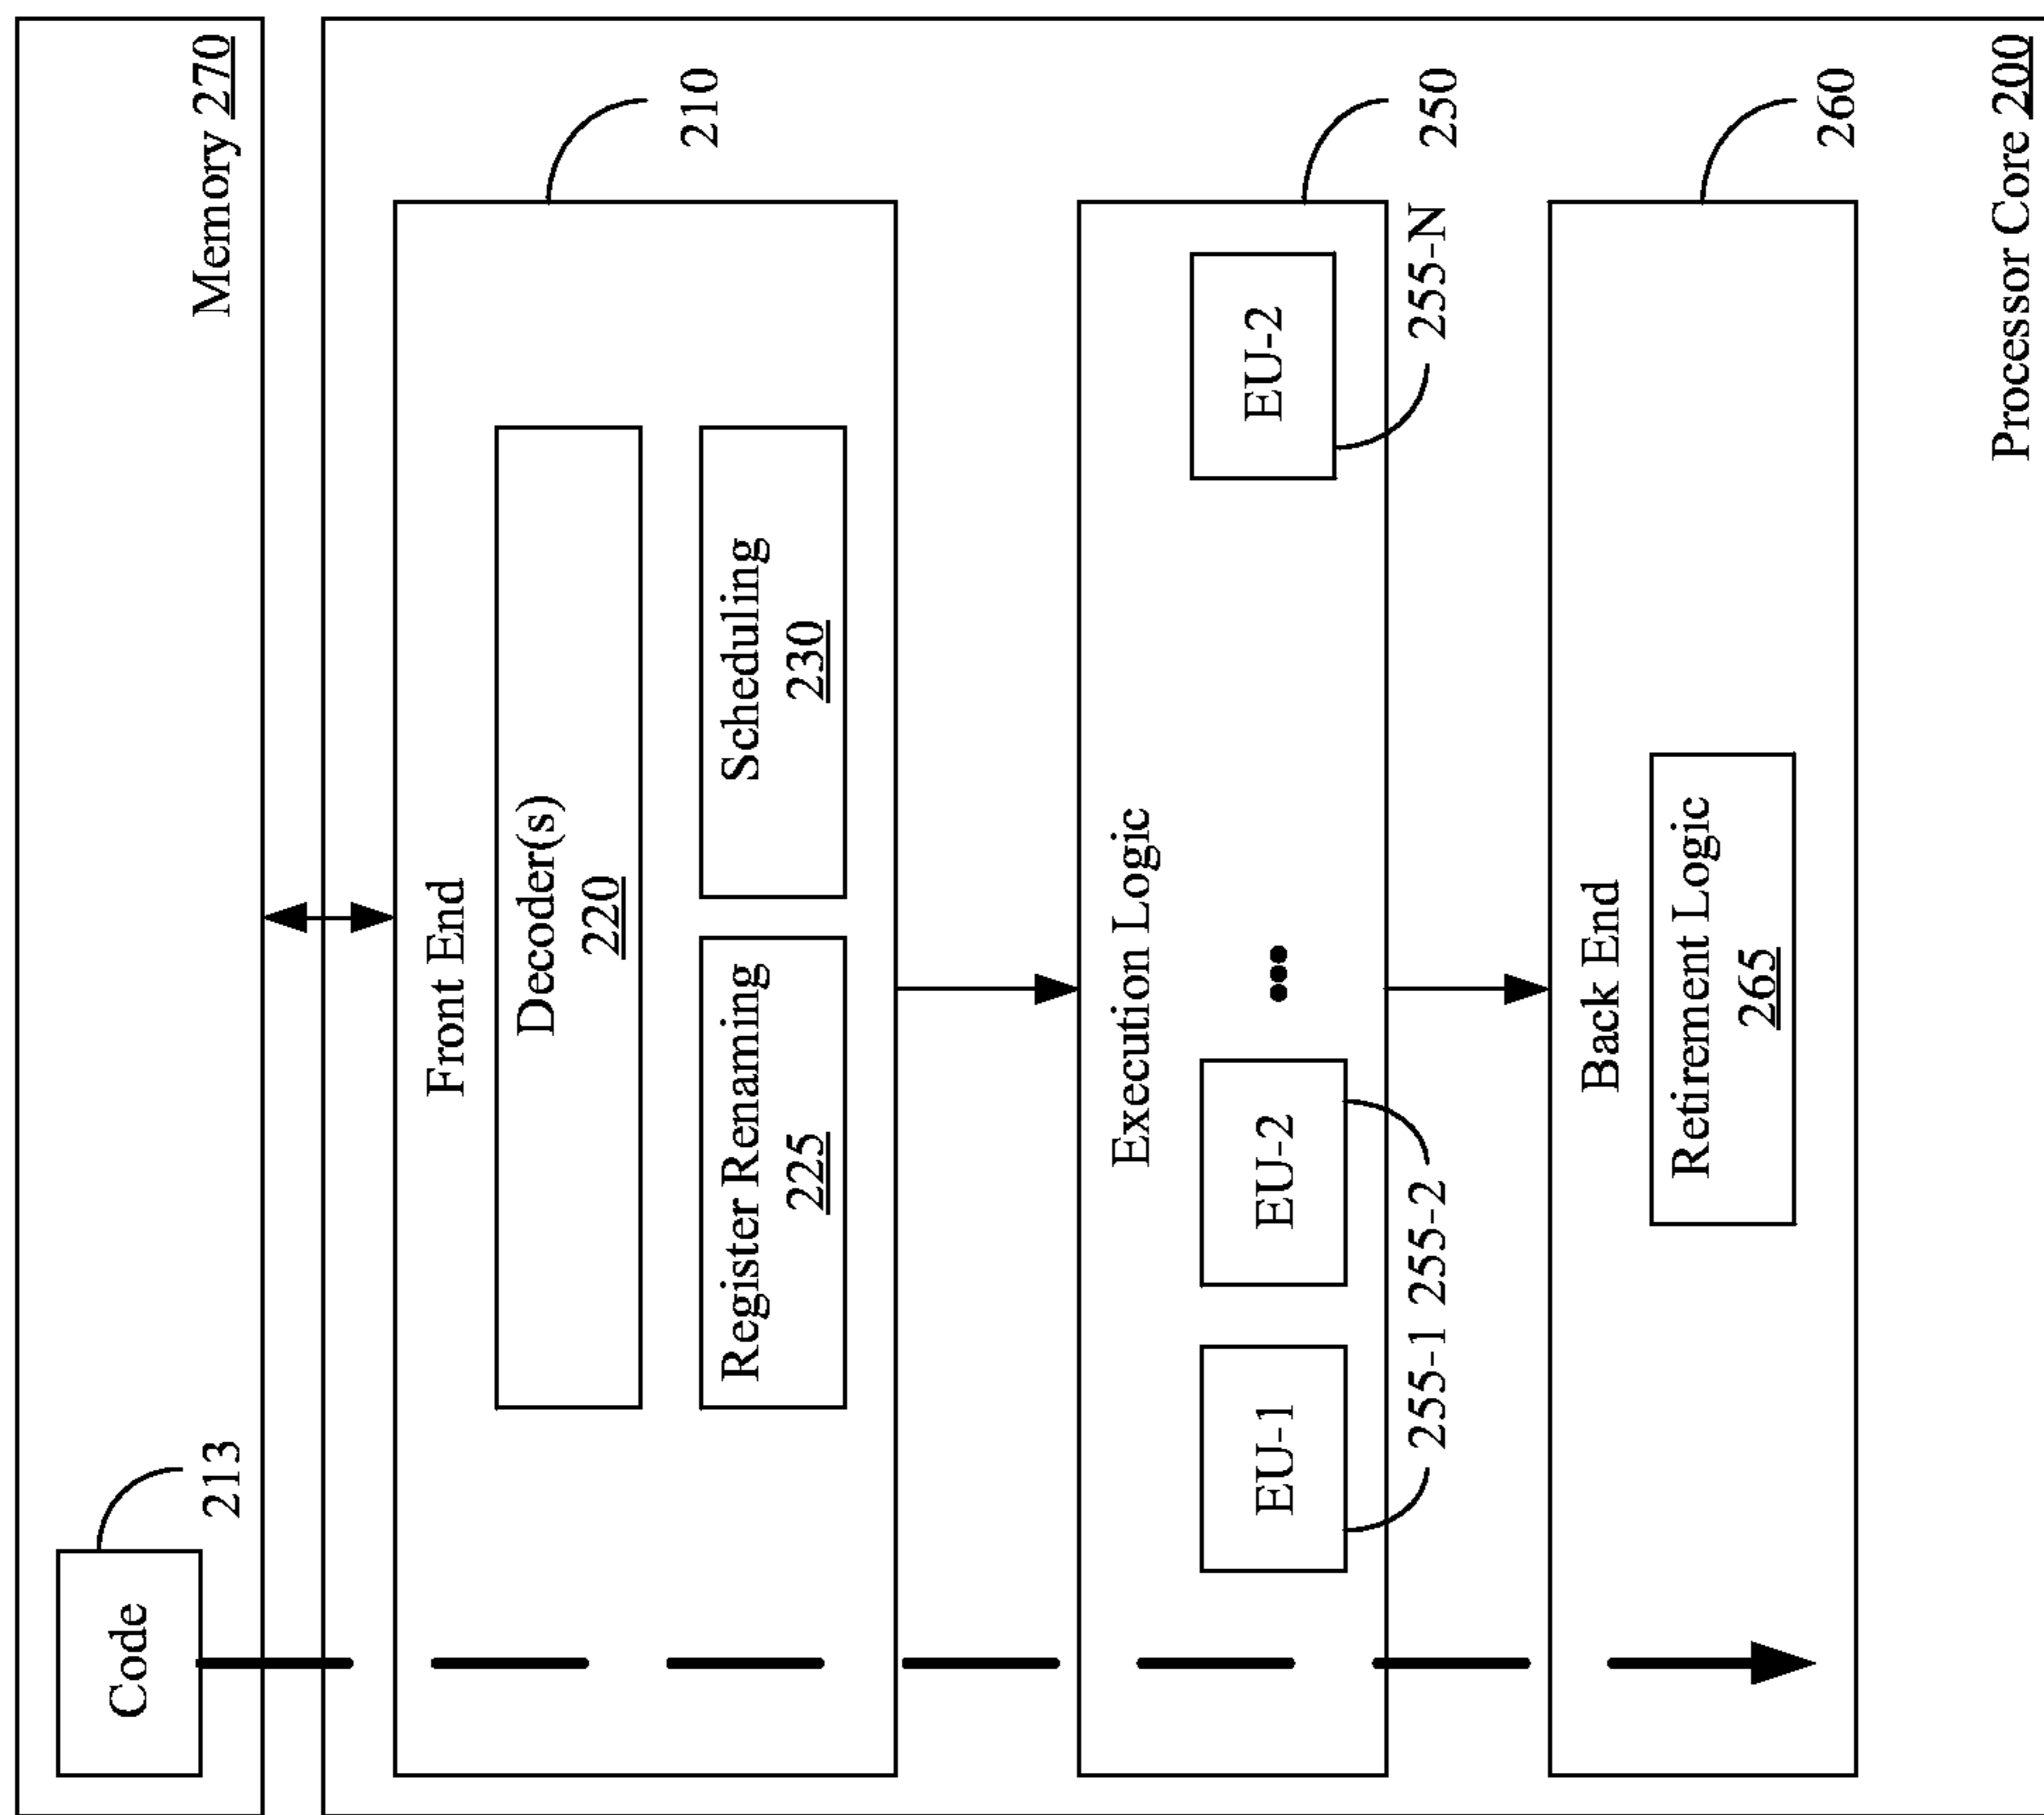 Memory 270
Code
213
Front End
210
Decoder(s)
220
Register Renaming
225
Scheduling
230
Execution Logic
250
EU-1
EU-2
EU-2
255-1
255-2
255-N
Back End
260
Retirement Logic
265
Processor Core 200